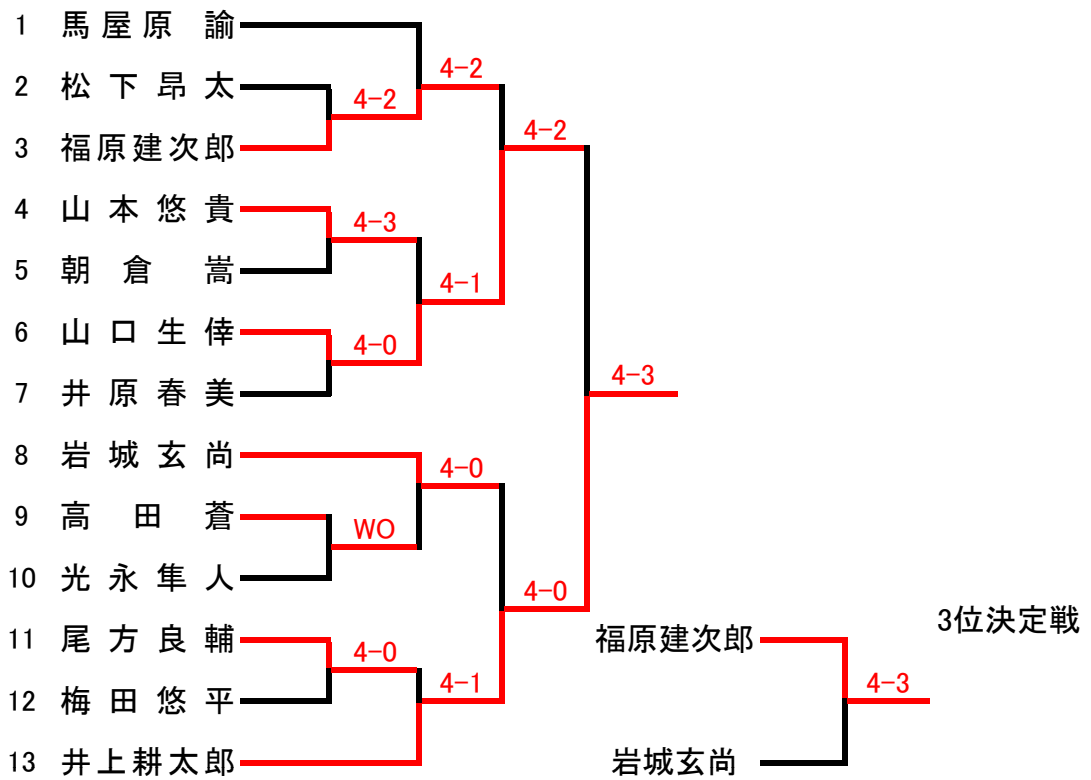 1 馬屋原 諭
4-2
2 松下昂太
4-2
3 福原建次郎
4-2
4 山本悠貴
4-3
5 朝倉 嵩
4-1
6 山口生倖
4-0
7 井原春美
4-3
8 岩城玄尚
4-0
9 高田 蒼
WO
10 光永隼人
4-0
11 尾方良輔
4-0
12 梅田悠平
4-1
13 井上耕太郎
3位決定戦
福原建次郎
4-3
岩城玄尚